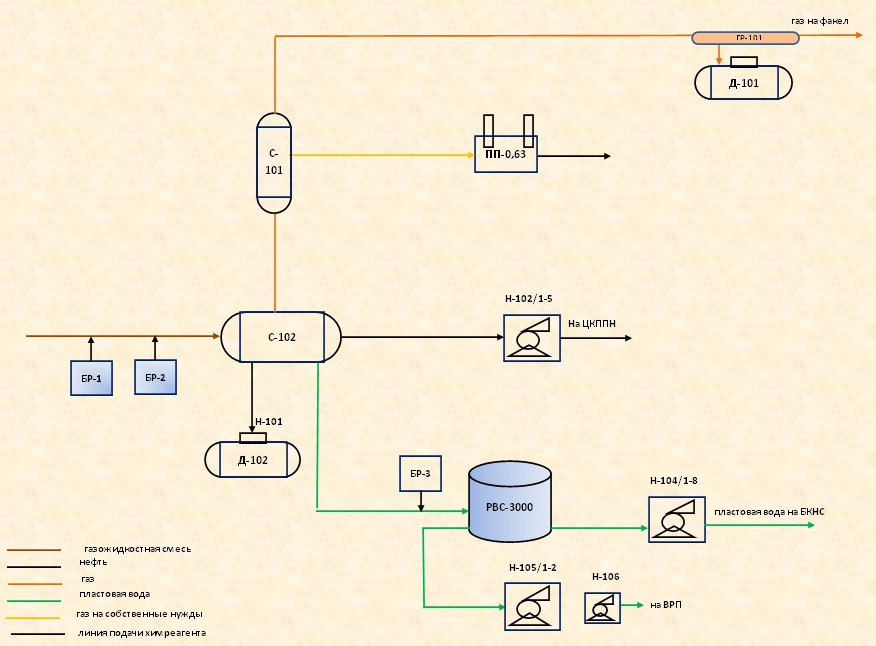 газ на факел
ГР-101
Д-101
С-
101
ПП-0,63
Н-102/1-5
На ЦКППН
С-102
БР-1
БР-2
Н-101
Д-102
БР-3
РВС-3000
Н-104/1-8
пластовая вода на БКНС
Н-105/1-2
Н-106
на ВРП
газожидкостная смесь
нефть
газ
пластовая вода
газ на собственные нужды
линия подачи химреагента